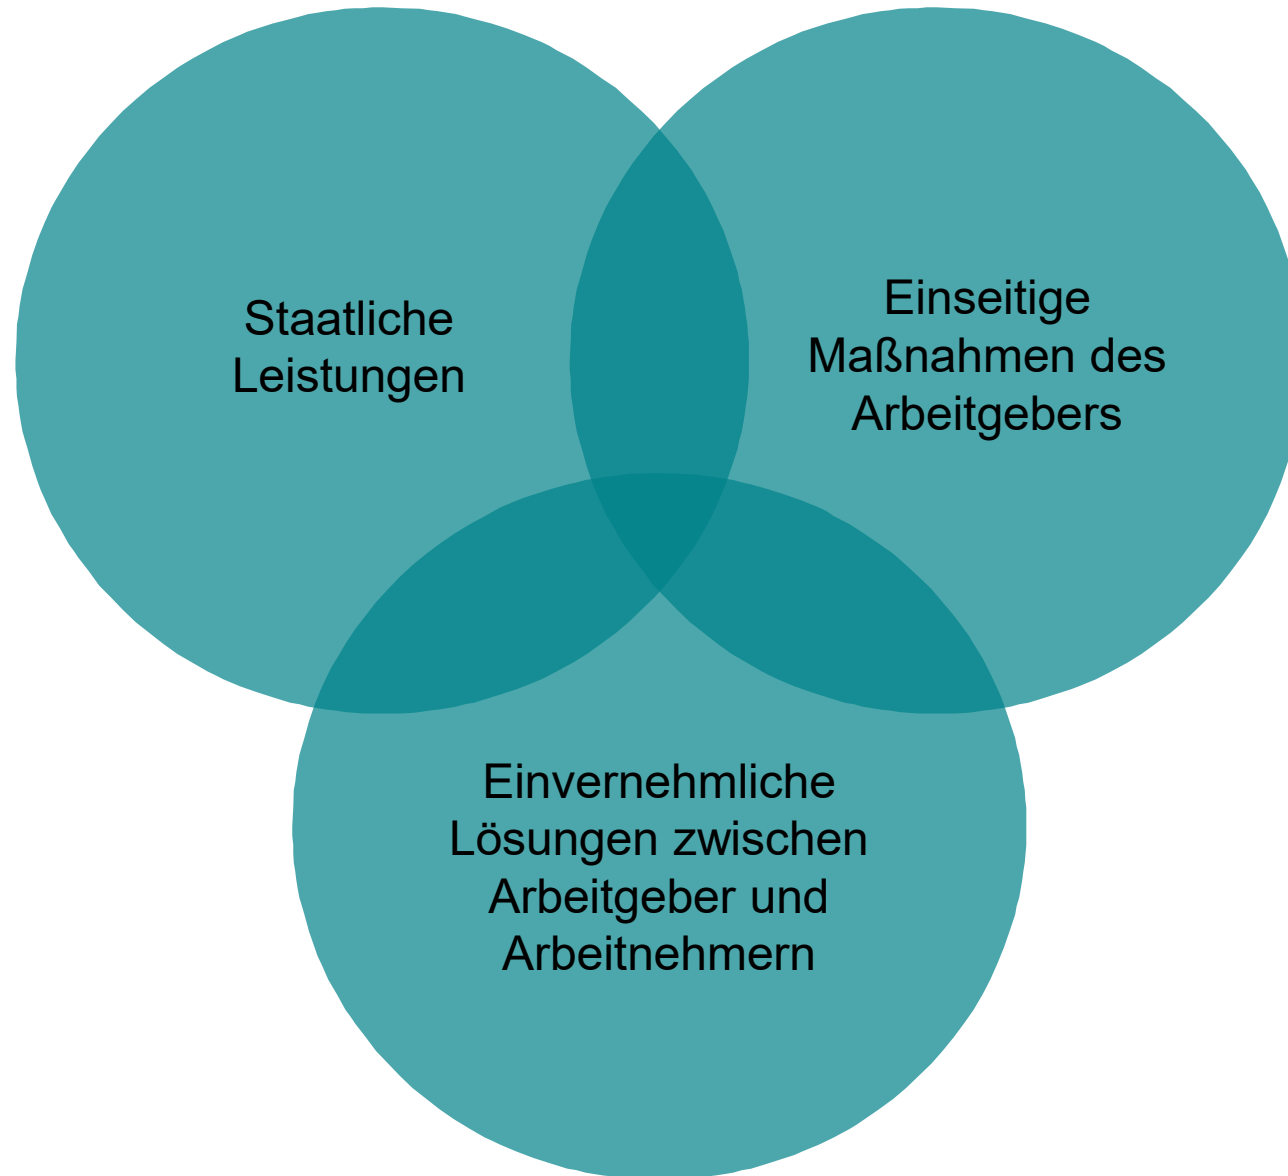 Staatliche
Leistungen
Einseitige
Maßnahmen des
Arbeitgebers
Einvernehmliche
Lösungen zwischen
Arbeitgeber und
Arbeitnehmern